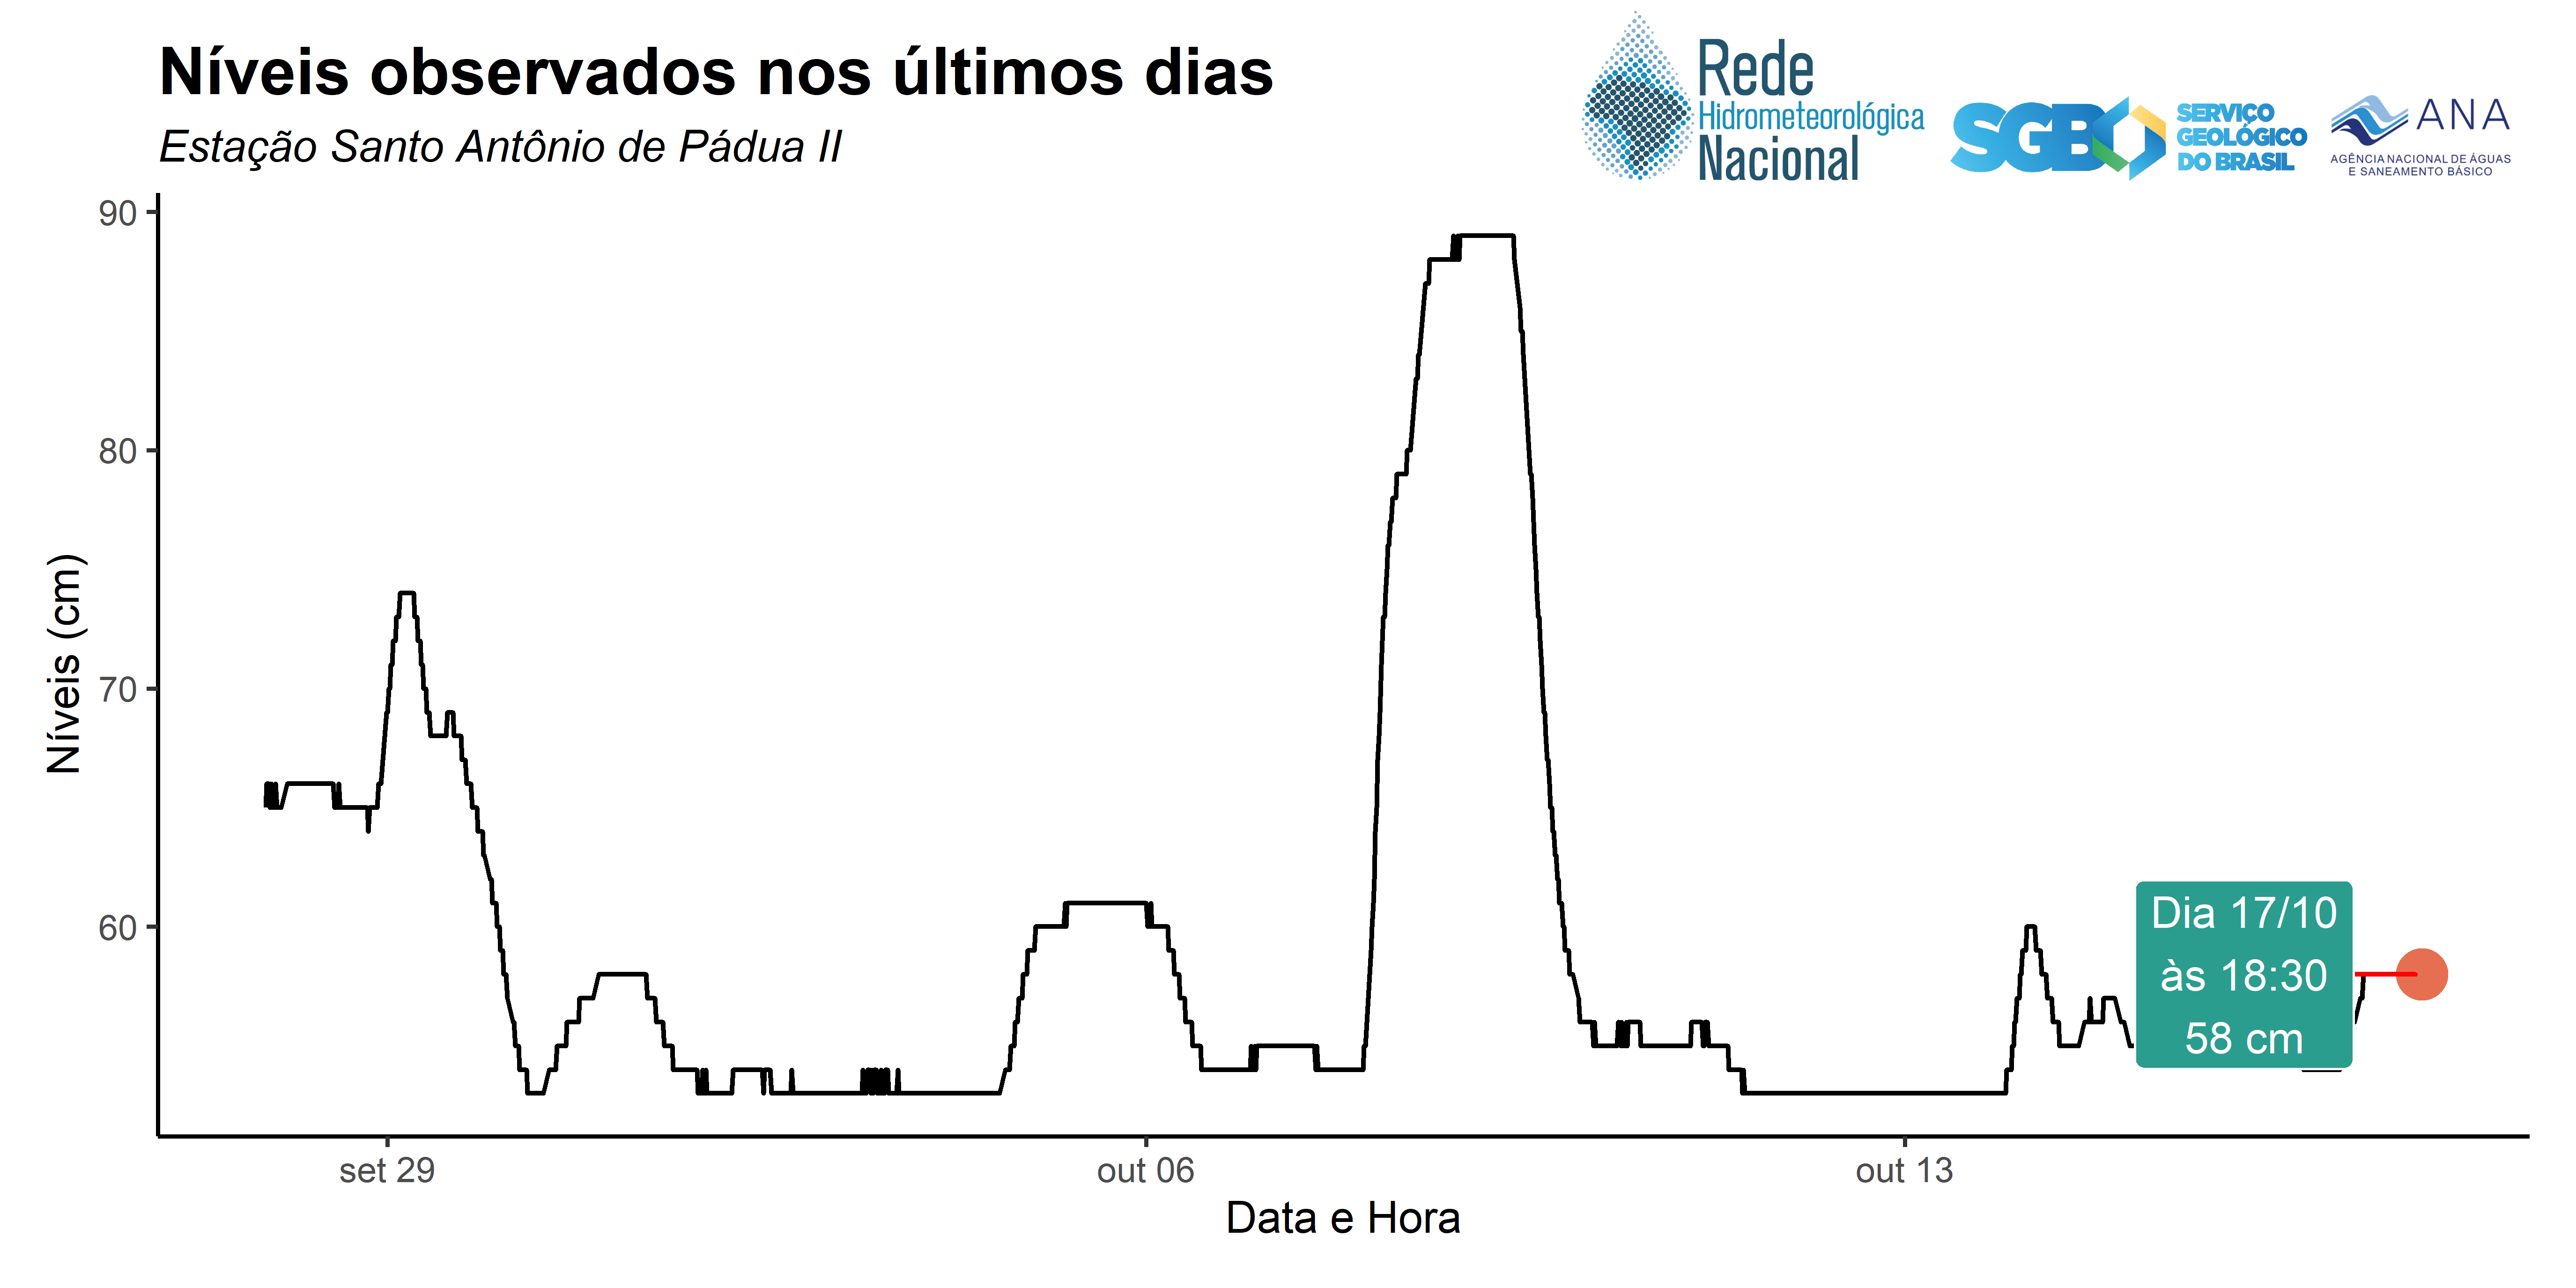 Níveis observados nos últimos dias
Estação Santo Antônio de Pádua II
Rede
Hidrometeorológica
Nacional
SGB
SERVIÇO
GEOLÓGICO
DO BRASIL
ANA
AGÊNCIA NACIONAL DE ÁGUAS
E SANEAMENTO BÁSICO
Níveis (cm)
90
80
70
60
Dia 17/10
às 18:30
58 cm
set 29
out 06
out 13
Data e Hora